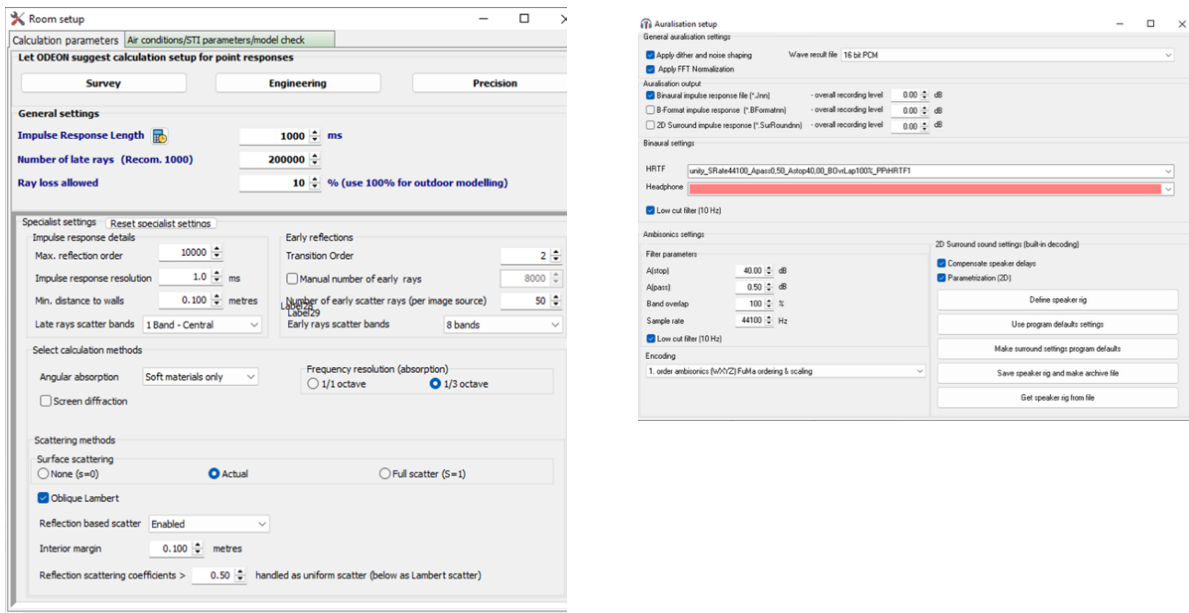 Room setup
Calculation parameters Air conditions/STI parameters/model check
Let ODEON suggest calculation setup for point responses
Survey Engineering Precision
General settings
Impulse Response Length 1000 ms
Number of late rays (Recom. 1000) 200000
Ray loss allowed 10 % (use 100% for outdoor modelling)
Specialist settings Reset specialist settings
Impulse response details
Max. reflection order 10000
Impulse response resolution 1.0 ms
Min. distance to walls 0.100 metres
Late rays scatter bands 1 Band - Central
Early reflections
Transition Order 2
Manual number of early rays 8000
Number of early scatter rays (per image source) 50
Label28
Label29
Early rays scatter bands 8 bands
Select calculation methods
Angular absorption Soft materials only
Screen diffraction
Frequency resolution (absorption)
1/1 octave 1/3 octave
Scattering methods
Surface scattering
None (s=0) Actual Full scatter (S=1)
Oblique Lambert
Reflection based scatter Enabled
Interior margin 0.100 metres
Reflection scattering coefficients > 0.50 handled as uniform scatter (below as Lambert scatter)
Auralisation setup
General auralisation settings
Apply dither and noise shaping Wave result file 16 bit PCM
Apply FFT Normalization
Auralisation output
Binaural impulse response file (*.Jnn) - overall recording level 0.00 dB
B-Format impulse response (*.BFormatnn) - overall recording level 0.00 dB
2D Surround impulse response (*.SurRoundnn) - overall recording level 0.00 dB
Binaural settings
HRTF unity_SRate44100_Apass0,50_Astop40,00_BOvrLap100%_PPrHRTF1
Headphone
Low cut filter (10 Hz)
Ambisonics settings
Filter parameters
A(stop) 40.00 dB
A(pass) 0.50 dB
Band overlap 100 %
Sample rate 44100 Hz
Low cut filter (10 Hz)
Encoding
1. order ambisonics (WXYZ) FuMa ordering & scaling
2D Surround sound settings (built-in decoding)
Compensate speaker delays
Parametrization (2D)
Define speaker rig
Use program defaults settings
Make surround settings program defaults
Save speaker rig and make archive file
Get speaker rig from file